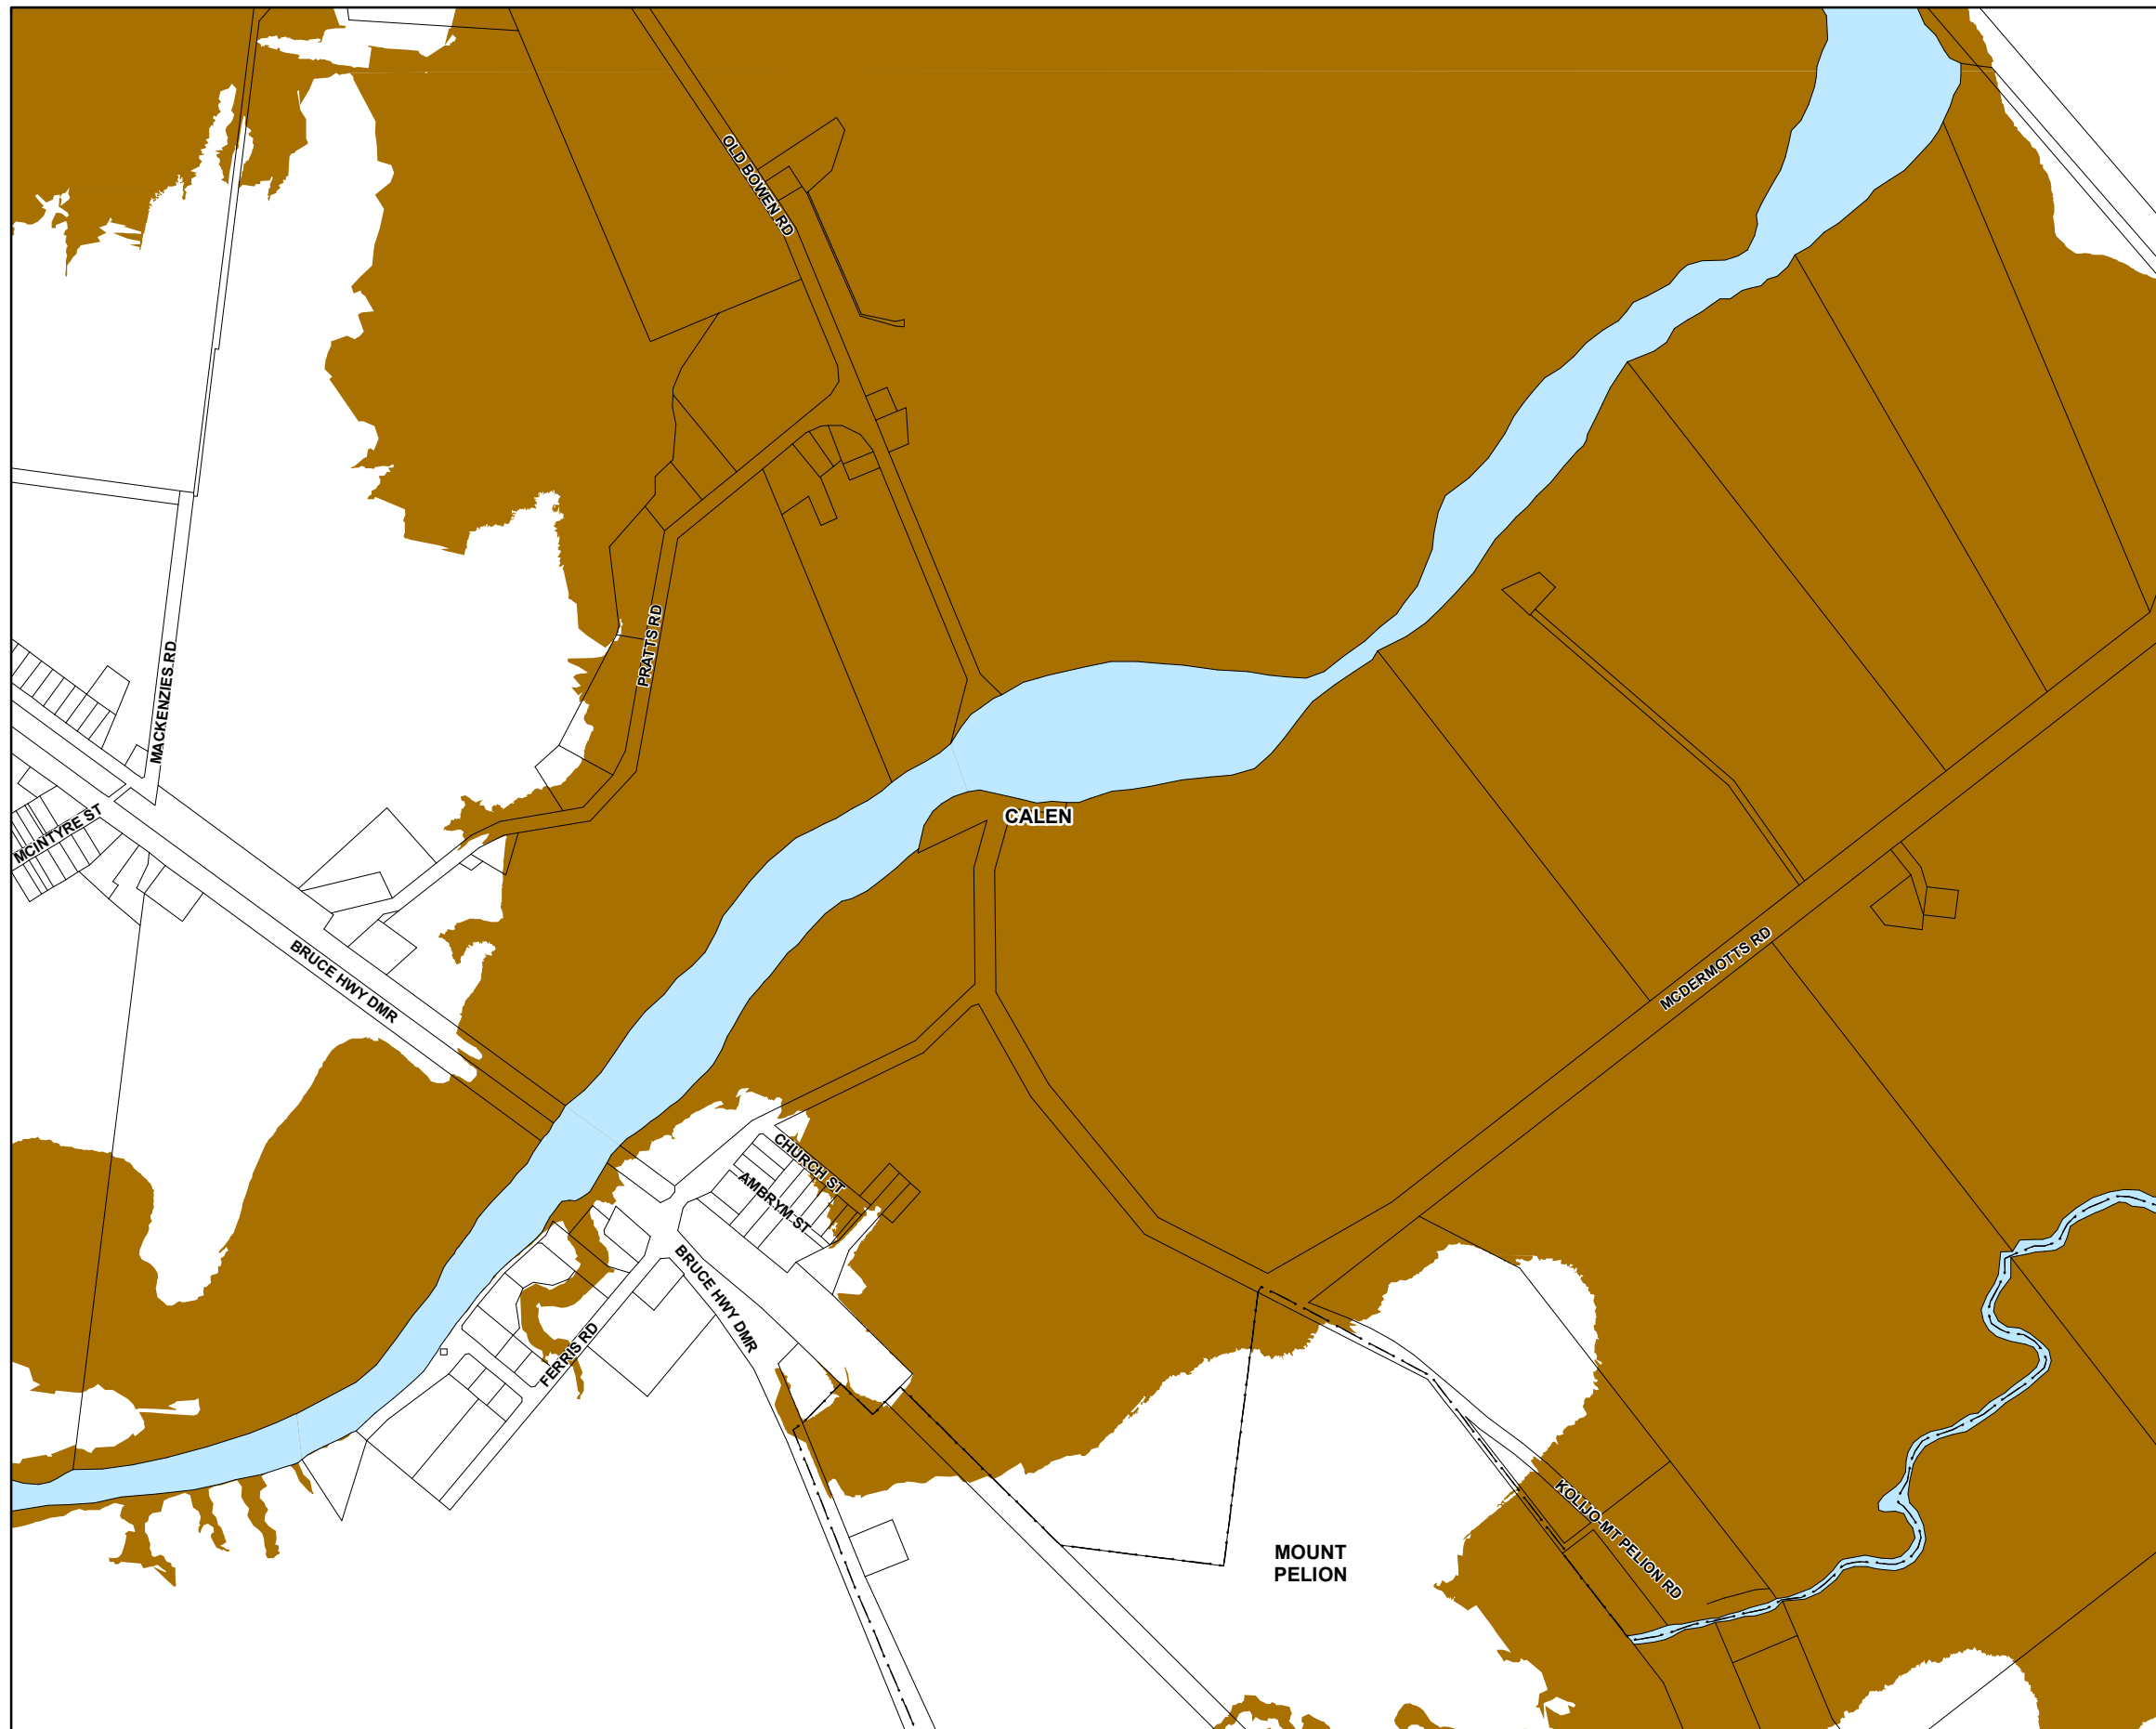 OLD BOWEN RD
PRATTS RD
MACKENZIES RD
MCINTYRE ST
CALEN
BRUCE HWY DMR
MCDERMOTTS RD
CHURCH ST
AMBRYM ST
BRUCE HWY DMR
FERRIS RD
KOLIJO-MT PELION RD
MOUNT
PELION